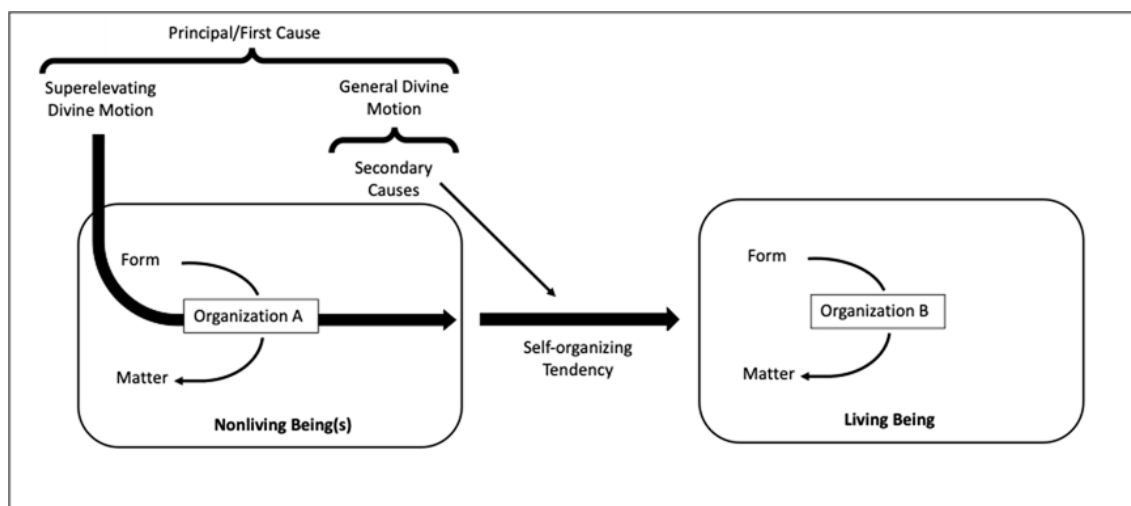 Principal/First Cause
Superelevating
Divine Motion
General Divine
Motion
Secondary
Causes
Form
Organization A
Matter
Nonliving Being(s)
Self-organizing
Tendency
Form
Organization B
Matter
Living Being